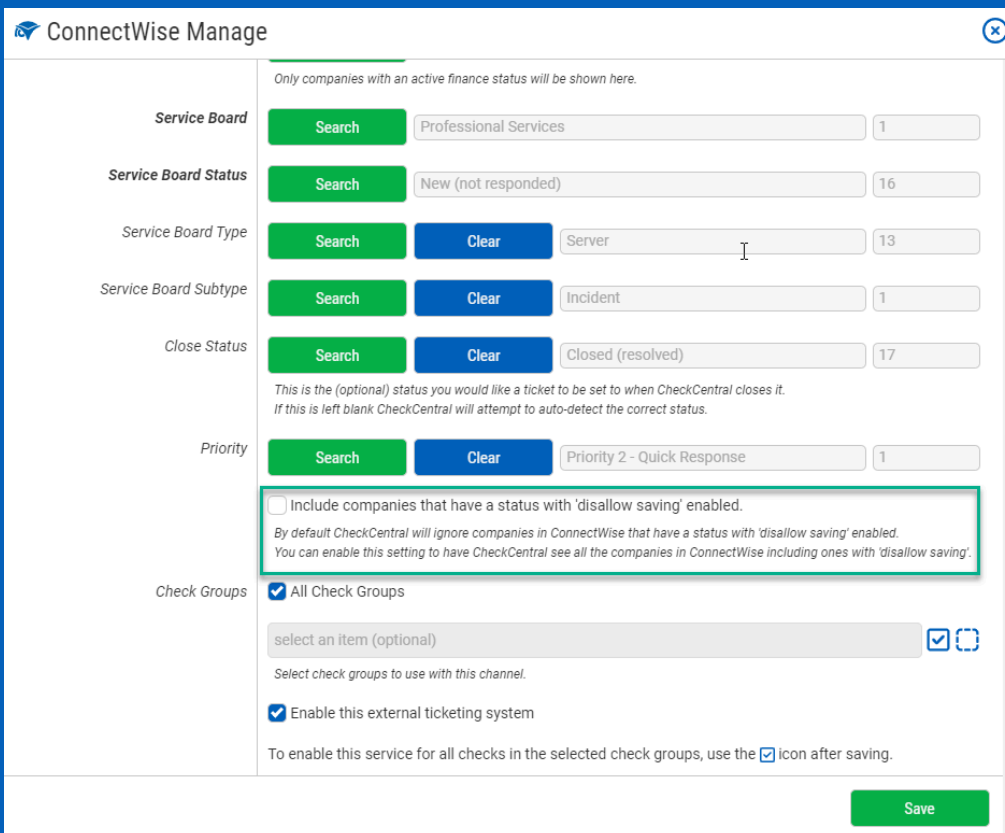 ConnectWise Manage
Only companies with an active finance status will be shown here.
Service Board Search Professional Services 1
Service Board Status Search New (not responded) 16
Service Board Type Search Clear Server 13
Service Board Subtype Search Clear Incident 1
Close Status Search Clear Closed (resolved) 17
This is the (optional) status you would like a ticket to be set to when CheckCentral closes it.
If this is left blank CheckCentral will attempt to auto-detect the correct status.
Priority Search Clear Priority 2 - Quick Response 1
Include companies that have a status with 'disallow saving' enabled.
By default CheckCentral will ignore companies in ConnectWise that have a status with 'disallow saving' enabled.
You can enable this setting to have CheckCentral see all the companies in ConnectWise including ones with 'disallow saving'.
Check Groups All Check Groups
select an item (optional)
Select check groups to use with this channel.
Enable this external ticketing system
To enable this service for all checks in the selected check groups, use the icon after saving.
Save